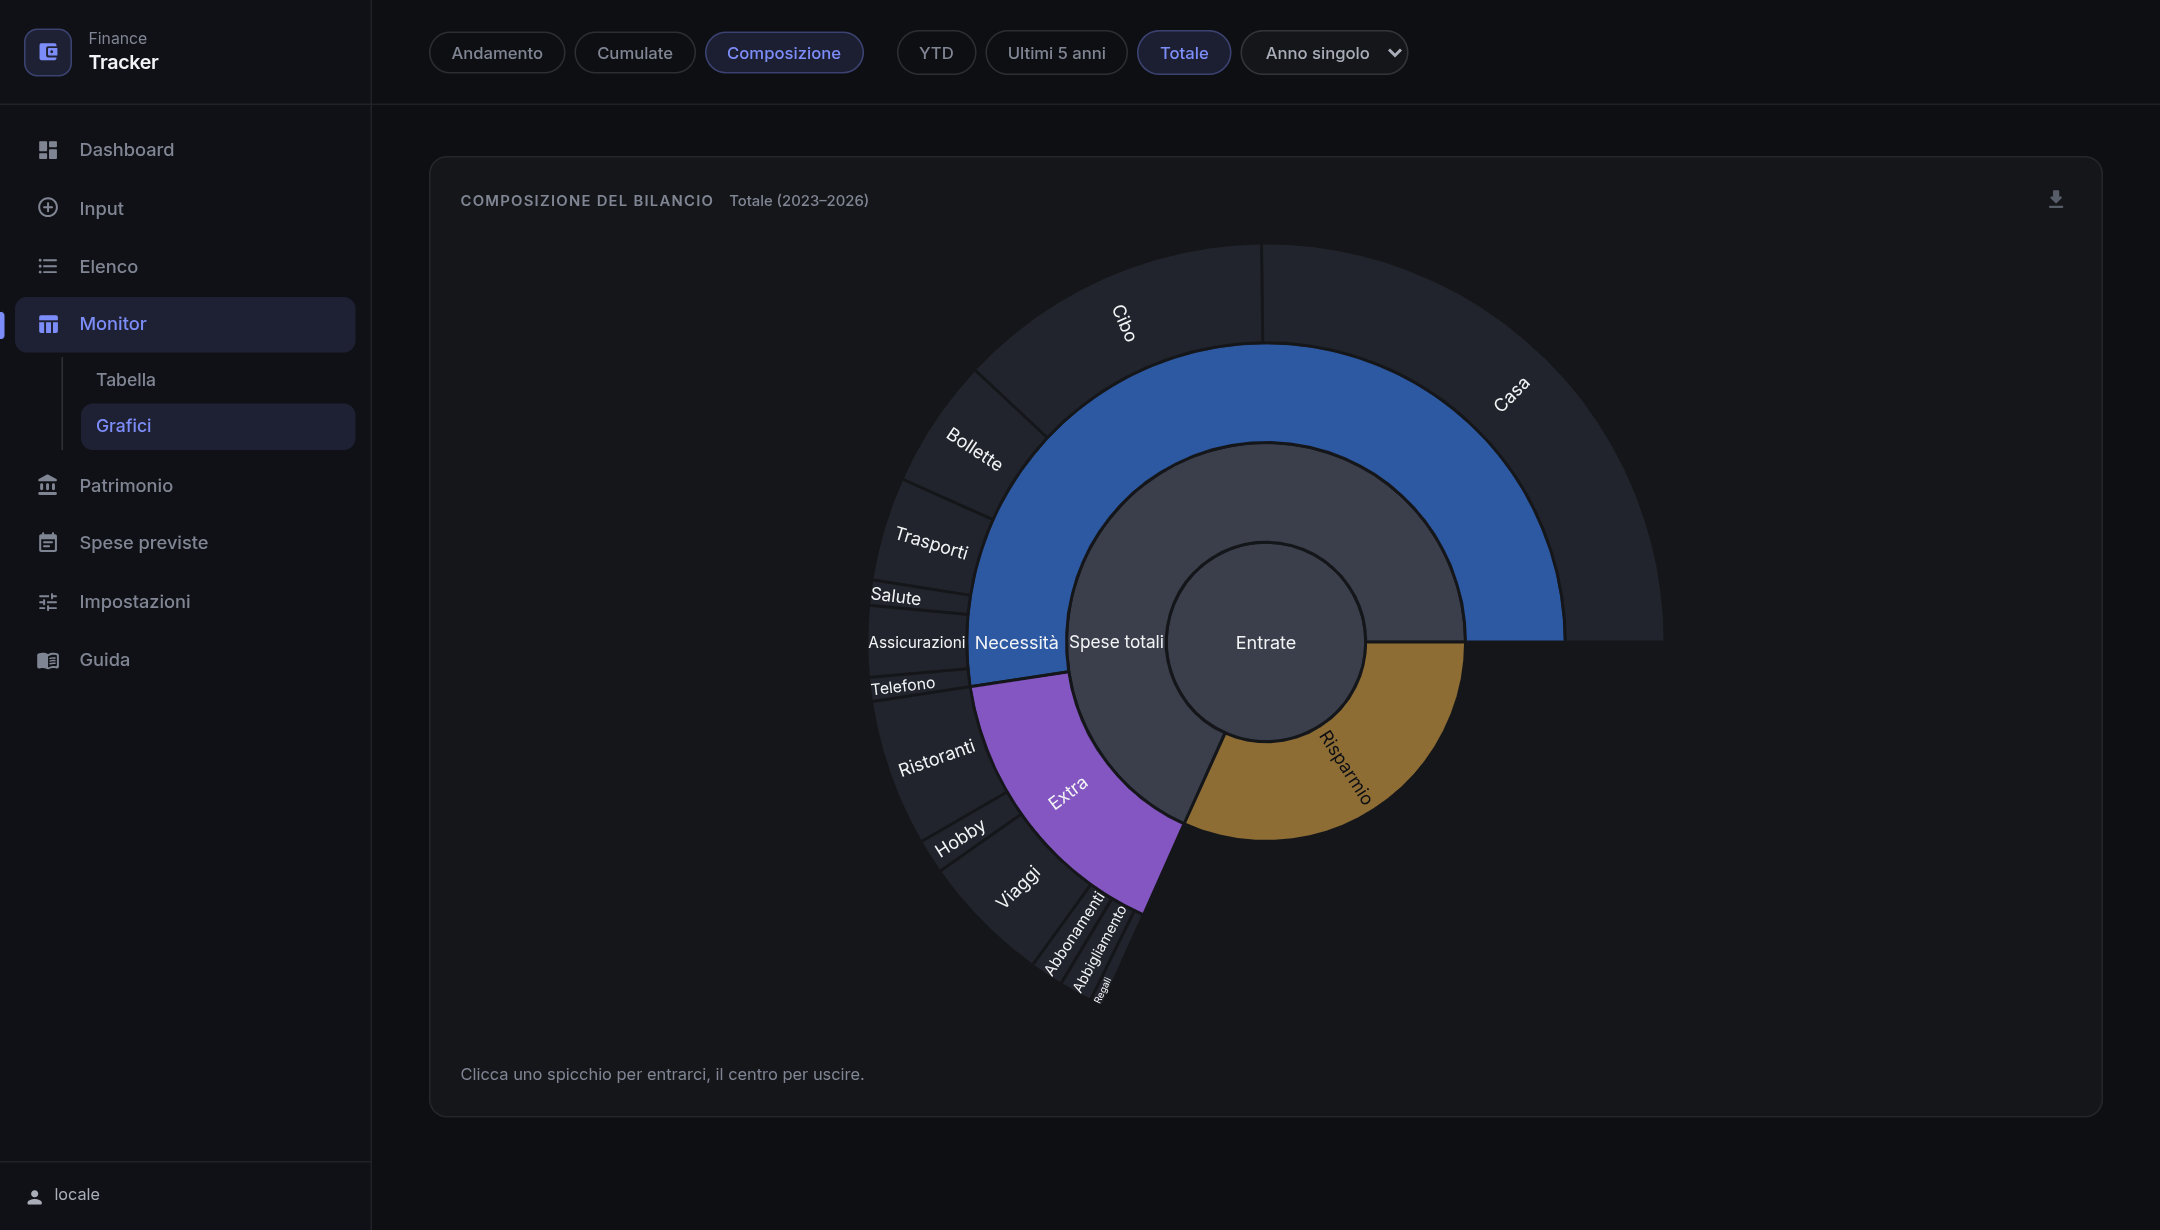 Finance
Tracker
Andamento
Cumulate
Composizione
YTD
Ultimi 5 anni
Totale
Anno singolo
Dashboard
Input
Elenco
Monitor
Tabella
Grafici
Patrimonio
Spese previste
Impostazioni
Guida
locale
COMPOSIZIONE DEL BILANCIO Totale (2023–2026)
Cibo
Casa
Bollette
Trasporti
Salute
Assicurazioni
Necessità
Spese totali
Entrate
Telefono
Ristoranti
Risparmio
Extra
Hobby
Viaggi
Abbonamenti
Abbigliamento
Regali
Clicca uno spicchio per entrarci, il centro per uscire.